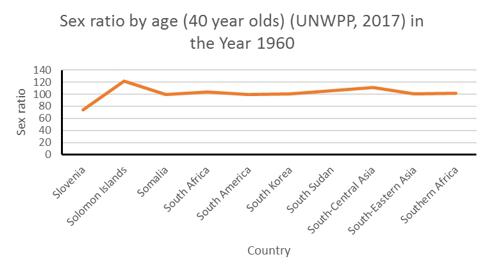 Sex ratio by age (40 year olds) (UNWPP, 2017) in
the Year 1960
140
120
100
80
60
40
20
0
Sex ratio
Slovenia
Solomon Islands
Somalia
South Africa
South America
South Korea
South Sudan
South-Central Asia
South-Eastern Asia
Southern Africa
Country